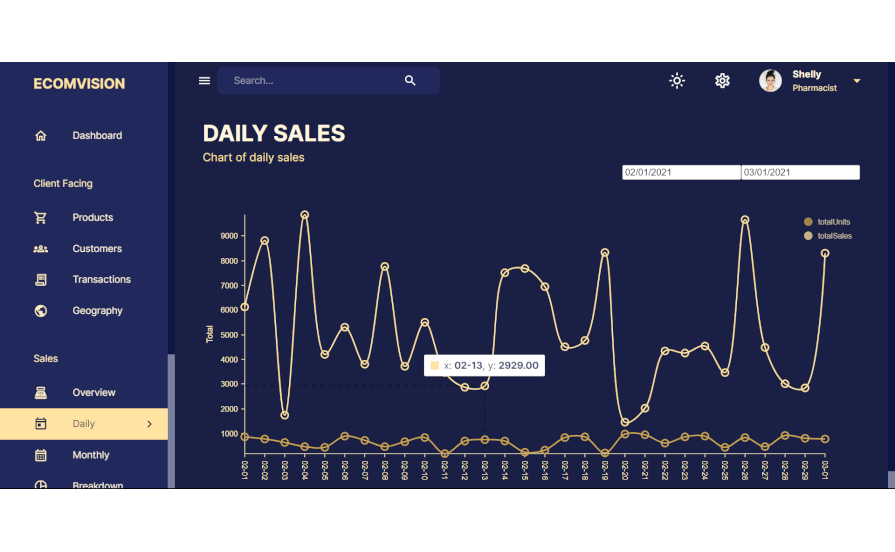 ECOMVISION
Search...
Shelly
Pharmacist
Dashboard
Client Facing
Products
Customers
Transactions
Geography
Sales
Overview
Daily
Monthly
Breakdown
DAILY SALES
Chart of daily sales
02/01/2021 03/01/2021
totalUnits
totalSales
Total
9000
8000
7000
6000
5000
4000
3000
2000
1000
x: 02-13, y: 2929.00
02-01 02-02 02-03 02-04 02-05 02-06 02-07 02-08 02-09 02-10 02-11 02-12 02-13 02-14 02-15 02-16 02-17 02-18 02-19 02-20 02-21 02-22 02-23 02-24 02-25 02-26 02-27 02-28 02-29 03-01